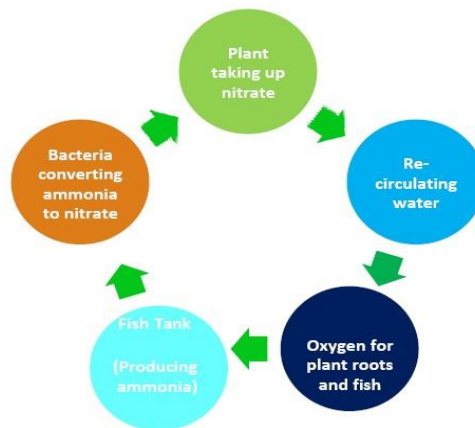 Plant
taking up
nitrate
Re-
circulating
water
Oxygen for
plant roots
and fish
Fish Tank
(Producing
ammonia)
Bacteria
converting
ammonia
to nitrate